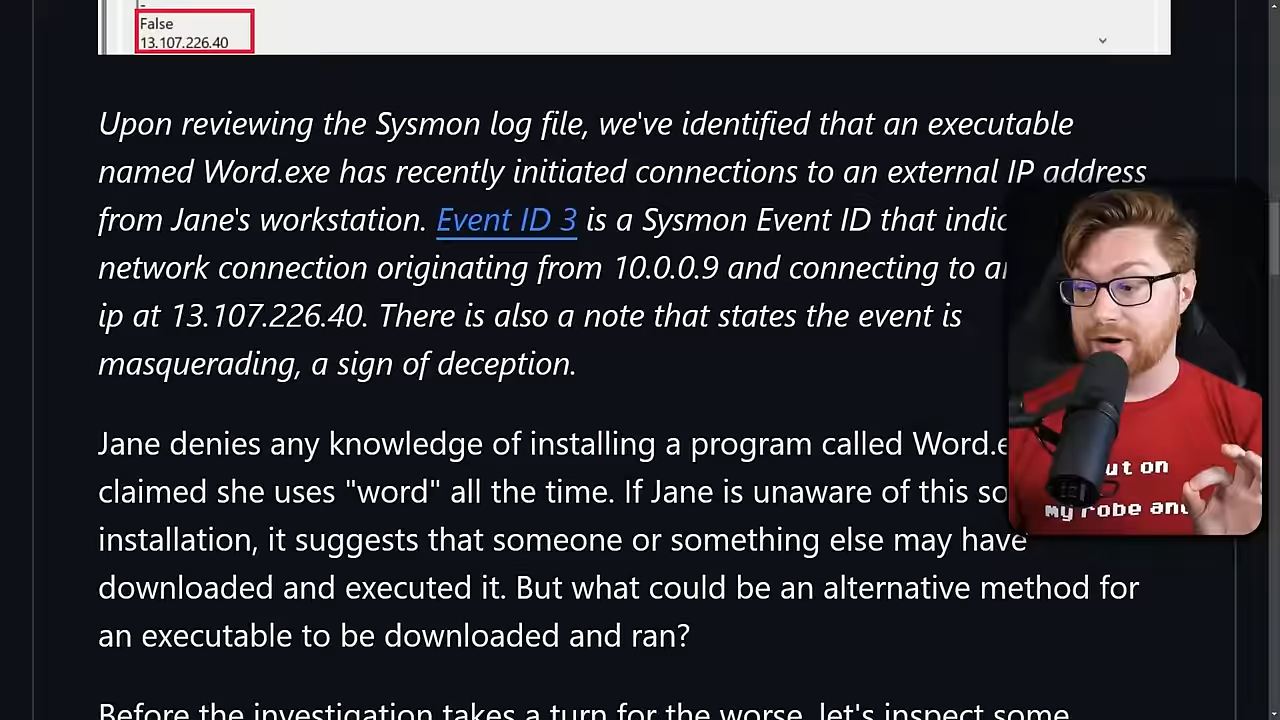 False
13.107.226.40
Upon reviewing the Sysmon log file, we've identified that an executable
named Word.exe has recently initiated connections to an external IP address
from Jane's workstation. Event ID 3 is a Sysmon Event ID that
network connection originating from 10.0.0.9 and connecting to
ip at 13.107.226.40. There is also a note that states the event is
masquerading, a sign of deception.
Jane denies any knowledge of installing a program called
claimed she uses "word" all the time. If Jane is unaware of this
installation, it suggests that someone or something else may have
downloaded and executed it. But what could be an alternative method for
an executable to be downloaded and ran?
Before the investigation takes a turn for the worse, let's inspect some
on
my robe and